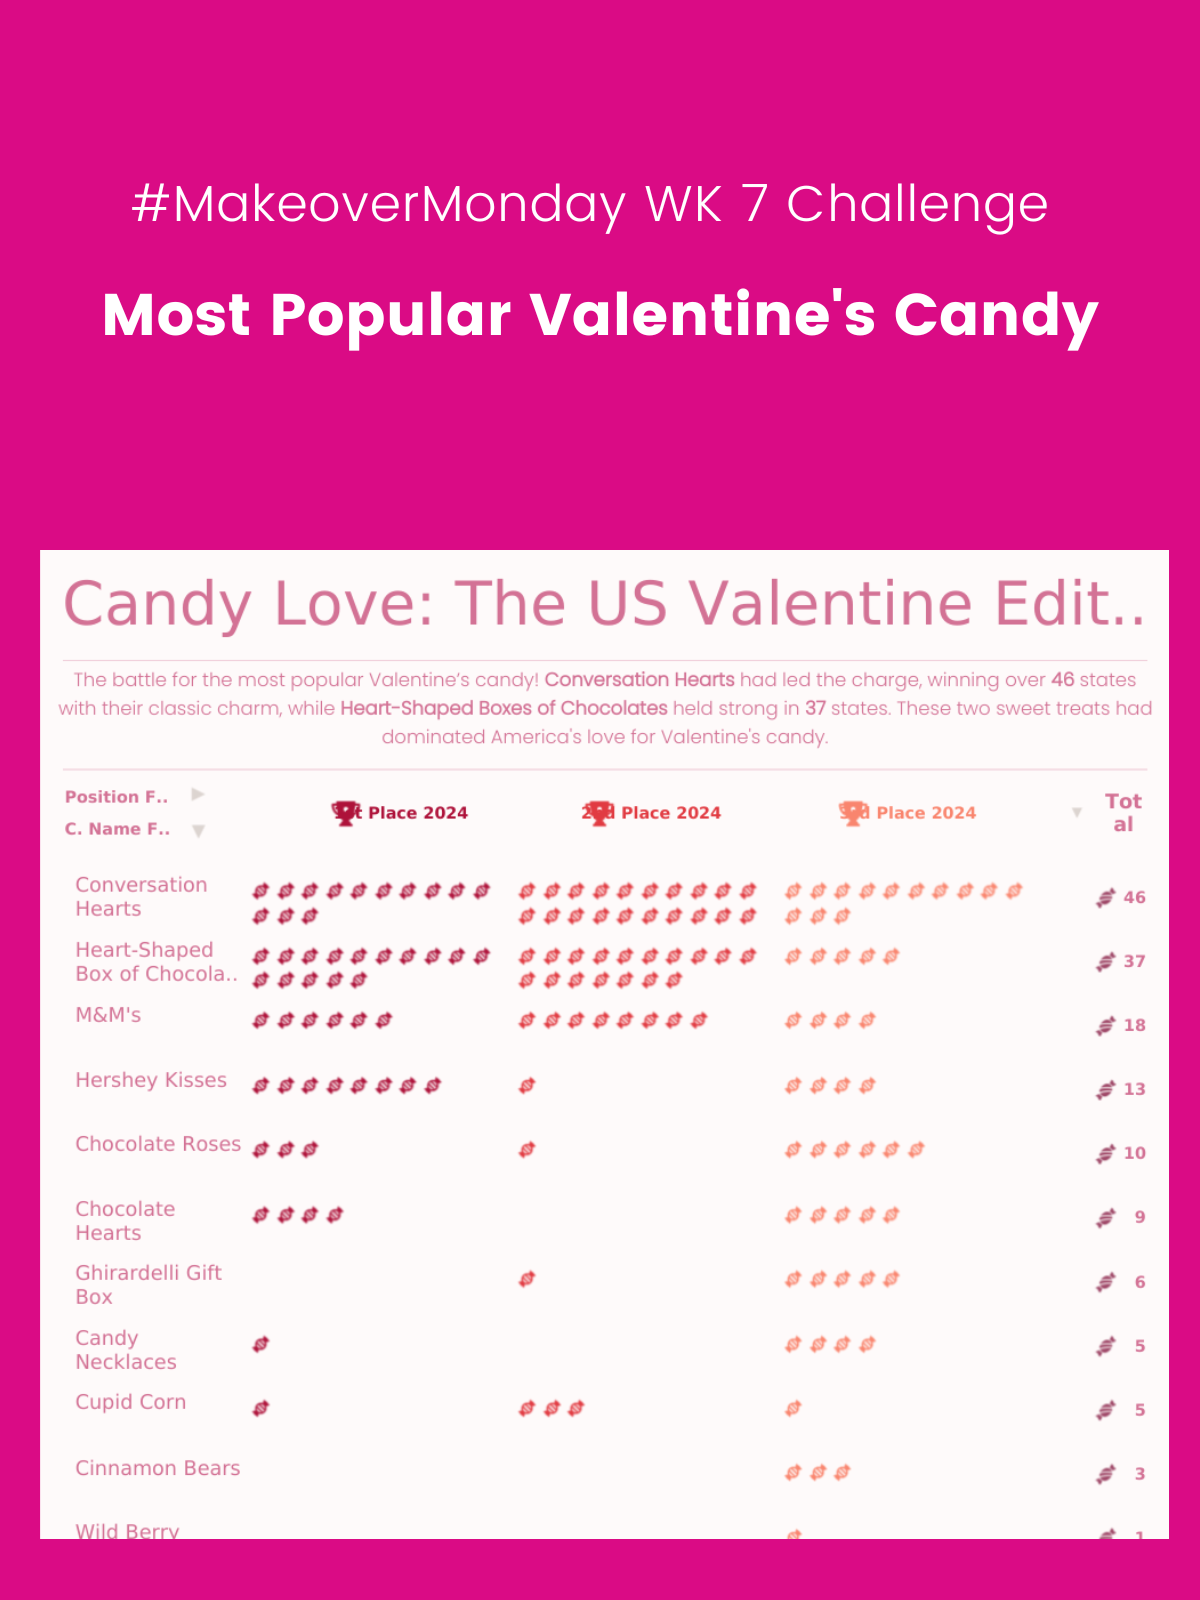 #MakeoverMonday WK 7 Challenge
Most Popular Valentine's Candy
Candy Love: The US Valentine Edit..
The battle for the most popular Valentine’s candy! Conversation Hearts had led the charge, winning over 46 states
with their classic charm, while Heart-Shaped Boxes of Chocolates held strong in 37 states. These two sweet treats had
dominated America's love for Valentine's candy.
Position F..
C. Name F..
Place 2024
Place 2024
Place 2024
Tot
al
Conversation
Hearts
46
Heart-Shaped
Box of Chocola..
37
M&M's
18
Hershey Kisses
13
Chocolate Roses
10
Chocolate
Hearts
9
Ghirardelli Gift
Box
6
Candy
Necklaces
5
Cupid Corn
5
Cinnamon Bears
3
Wild Berry
1